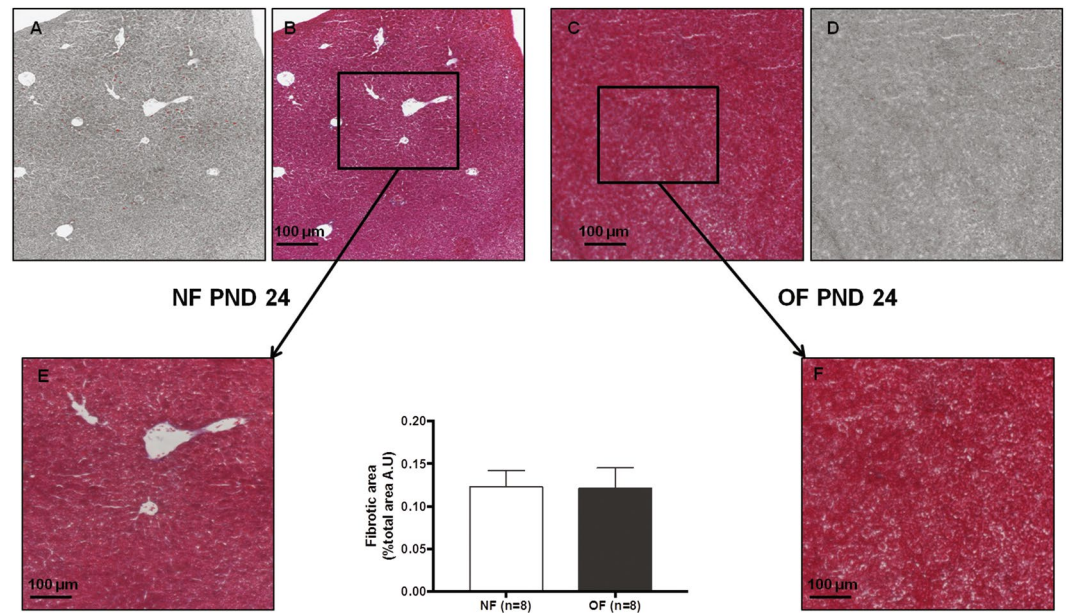 A
B
C
D
100 µm
100 µm
NF PND 24
OF PND 24
E
F
100 µm
100 µm
0.20
0.15
0.10
0.05
0.00
Fibrotic area
(%total area A.U)
NF (n=8)
OF (n=8)